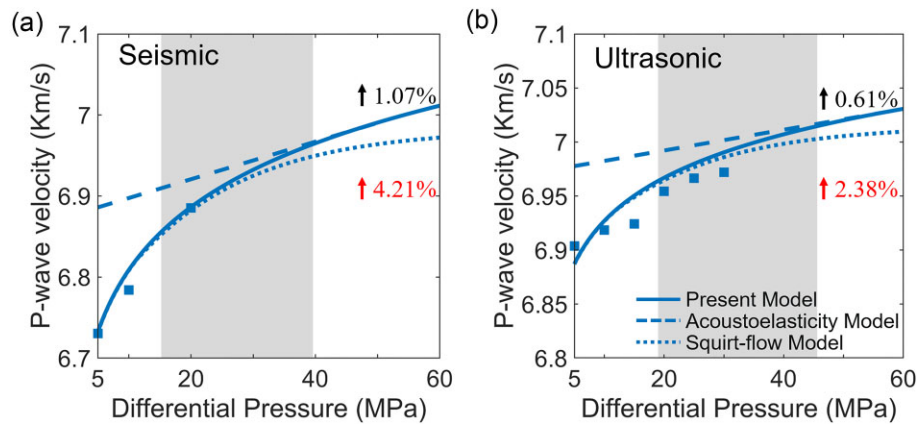 (a)
Seismic
P-wave velocity (Km/s)
7.1
7
6.9
6.8
6.7
↑ 1.07%
↑ 4.21%
5 20 40 60
Differential Pressure (MPa)
(b)
Ultrasonic
P-wave velocity (Km/s)
7.1
7.05
7
6.95
6.9
6.85
6.8
↑ 0.61%
↑ 2.38%
Present Model
Acoustoelasticity Model
Squirt-flow Model
5 20 40 60
Differential Pressure (MPa)